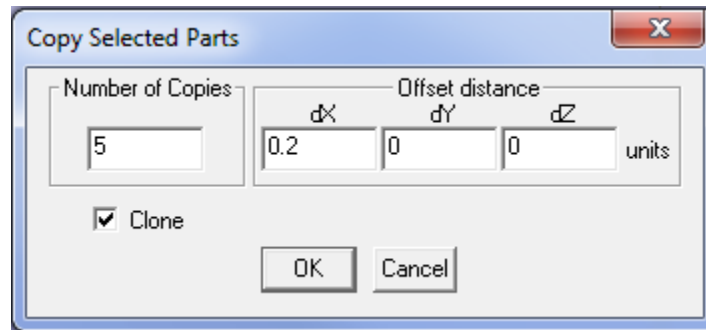 Copy Selected Parts
Number of Copies
5
Offset distance
dX dY dZ
0.2 0 0 units
Clone
OK Cancel